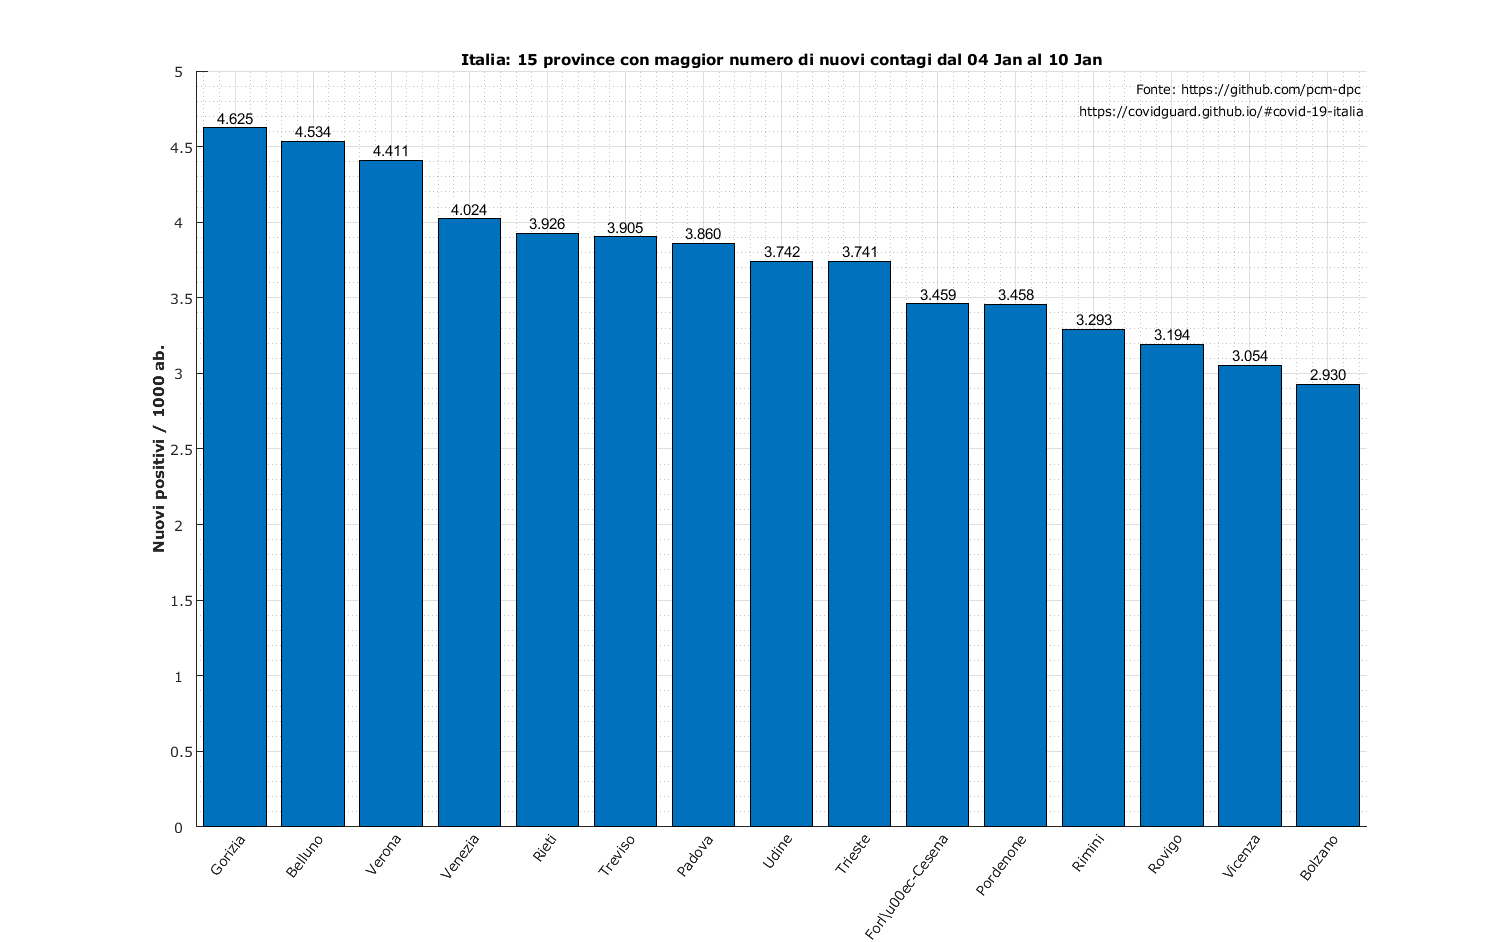 Italia: 15 province con maggior numero di nuovi contagi dal 04 Jan al 10 Jan
Fonte: https://github.com/pcm-dpc
https://covidguard.github.io/#covid-19-italia
Nuovi positivi / 1000 ab.
5
4.5
4
3.5
3
2.5
2
1.5
1
0.5
0
4.625
4.534
4.411
4.024
3.926
3.905
3.860
3.742
3.741
3.459
3.458
3.293
3.194
3.054
2.930
Gorizia
Belluno
Verona
Venezia
Rieti
Treviso
Padova
Udine
Trieste
Forl\u00ec-Cesena
Pordenone
Rimini
Rovigo
Vicenza
Bolzano